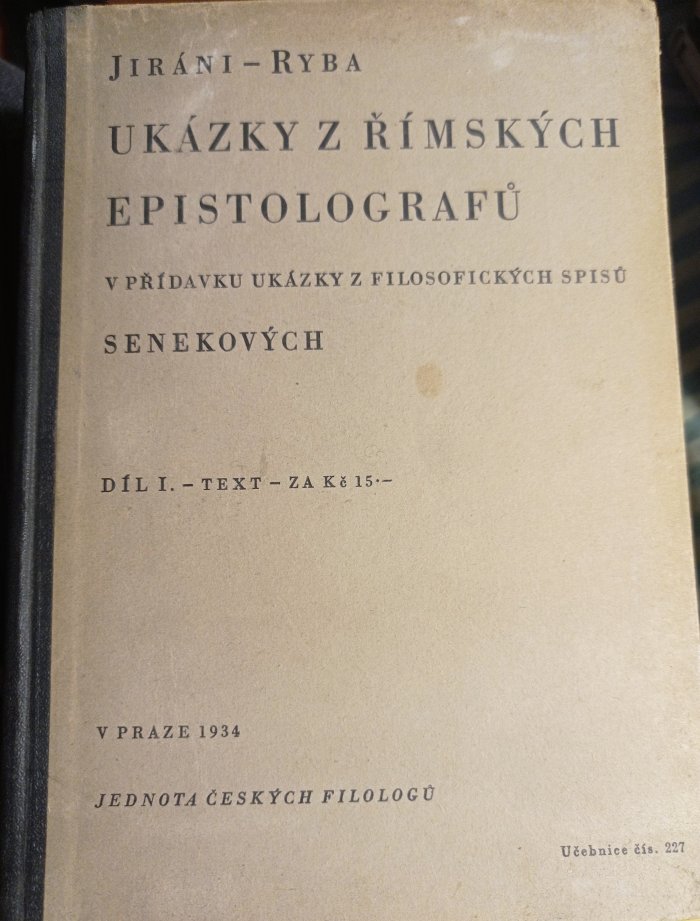 JIRÁNI – RYBA
UKÁZKY Z ŘÍMSKÝCH
EPISTOLOGRAFŮ
V PŘÍDAVKU UKÁZKY Z FILOSOFICKÝCH SPISŮ
SENEKOVÝCH
DÍL I. – TEXT – ZA Kč 15·–
V PRAZE 1934
JEDNOTA ČESKÝCH FILOLOGŮ
Učebnice čís. 227